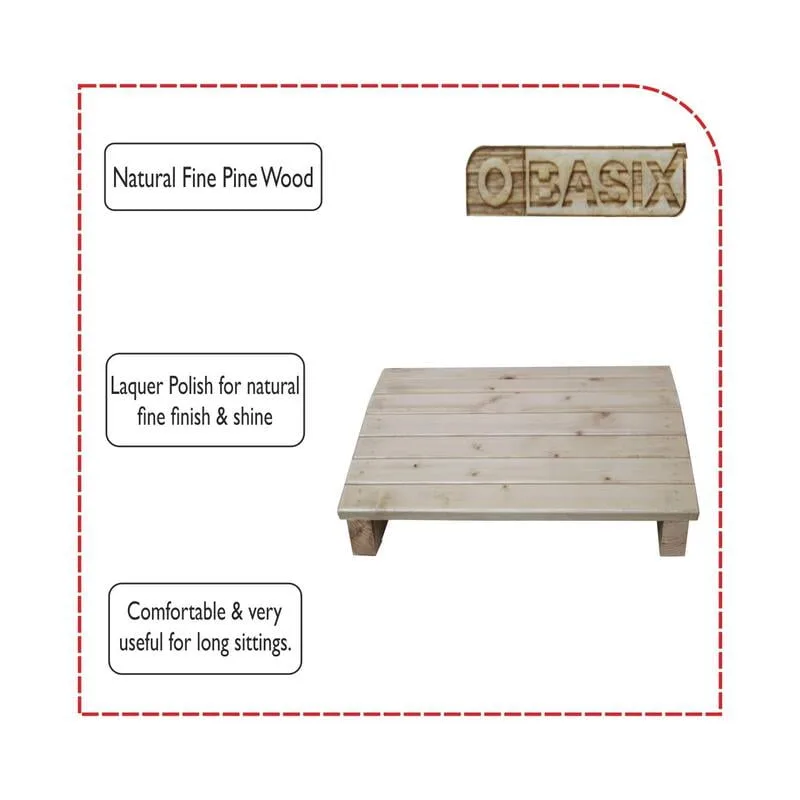 Natural Fine Pine Wood
O BASIX
Laquer Polish for natural
fine finish & shine
Comfortable & very
useful for long sittings.